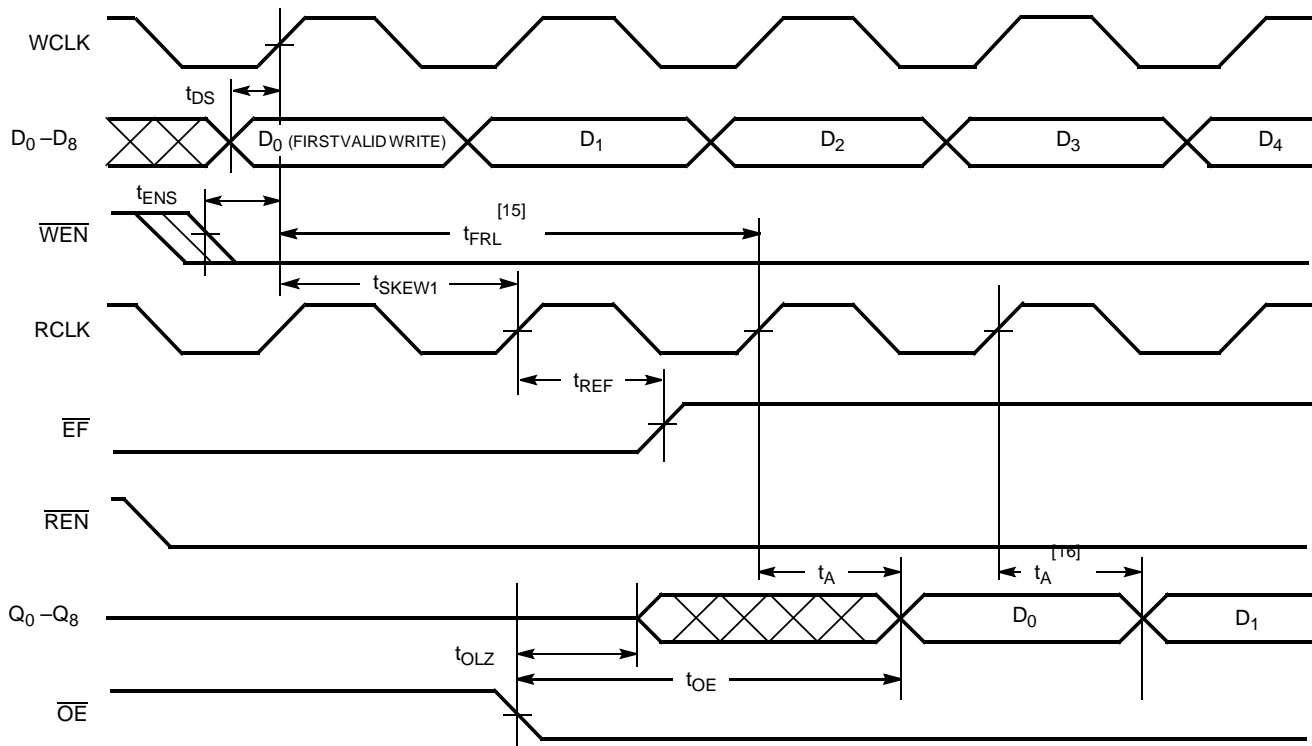 WCLK
tDS
D0 –D8
D0 (FIRSTVALID WRITE)
D1
D2
D3
D4
tENS
WEN
[15]
tFRL
tSKEW1
RCLK
tREF
EF
REN
[16]
tA
tA
Q0 –Q8
D0
D1
tOLZ
tOE
OE